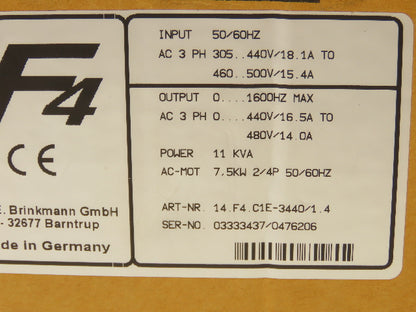 F4
CE
E. Brinkmann GmbH
- 32677 Barntrup
de in Germany
INPUT 50/60HZ
AC 3 PH 305..440V/18.1A TO
460..500V/15.4A
OUTPUT 0....1600HZ MAX
AC 3 PH 0...440V/16.5A TO
480V/14.0A
POWER 11 KVA
AC-MOT 7.5KW 2/4P 50/60HZ
ART-NR. 14.F4.C1E-3440/1.4
SER-NO. 03333437/0476206